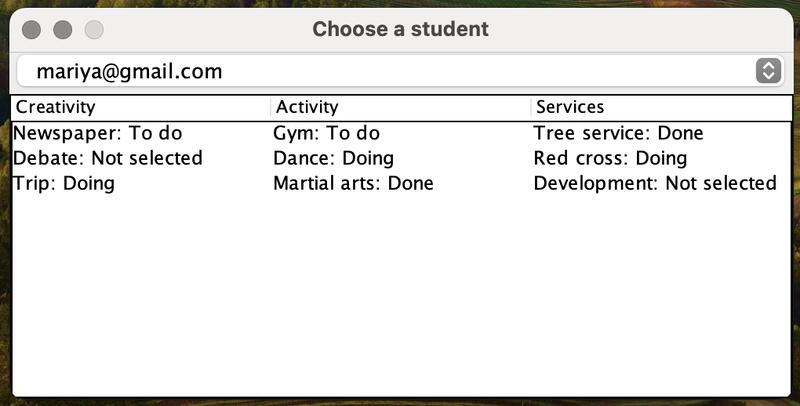 Choose a student
mariya@gmail.com
Creativity Activity Services
Newspaper: To do Gym: To do Tree service: Done
Debate: Not selected Dance: Doing Red cross: Doing
Trip: Doing Martial arts: Done Development: Not selected